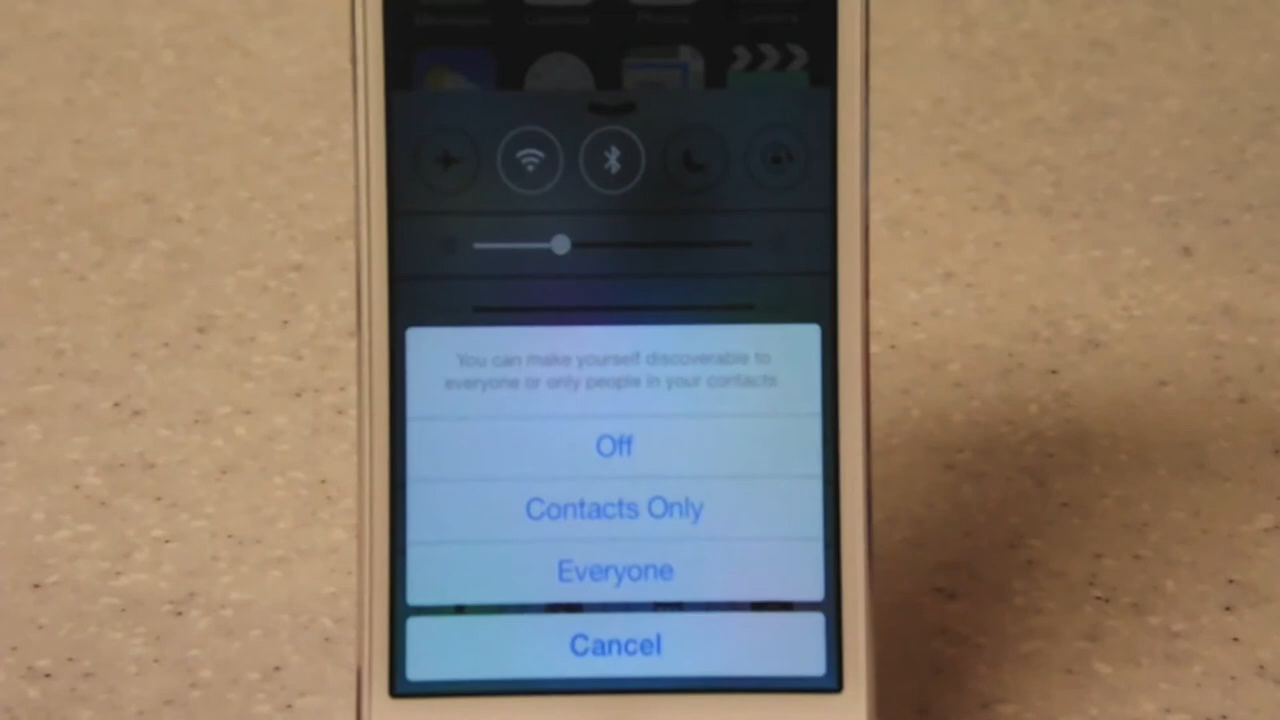 You can make yourself discoverable to
everyone or only people in your contacts
Off
Contacts Only
Everyone
Cancel